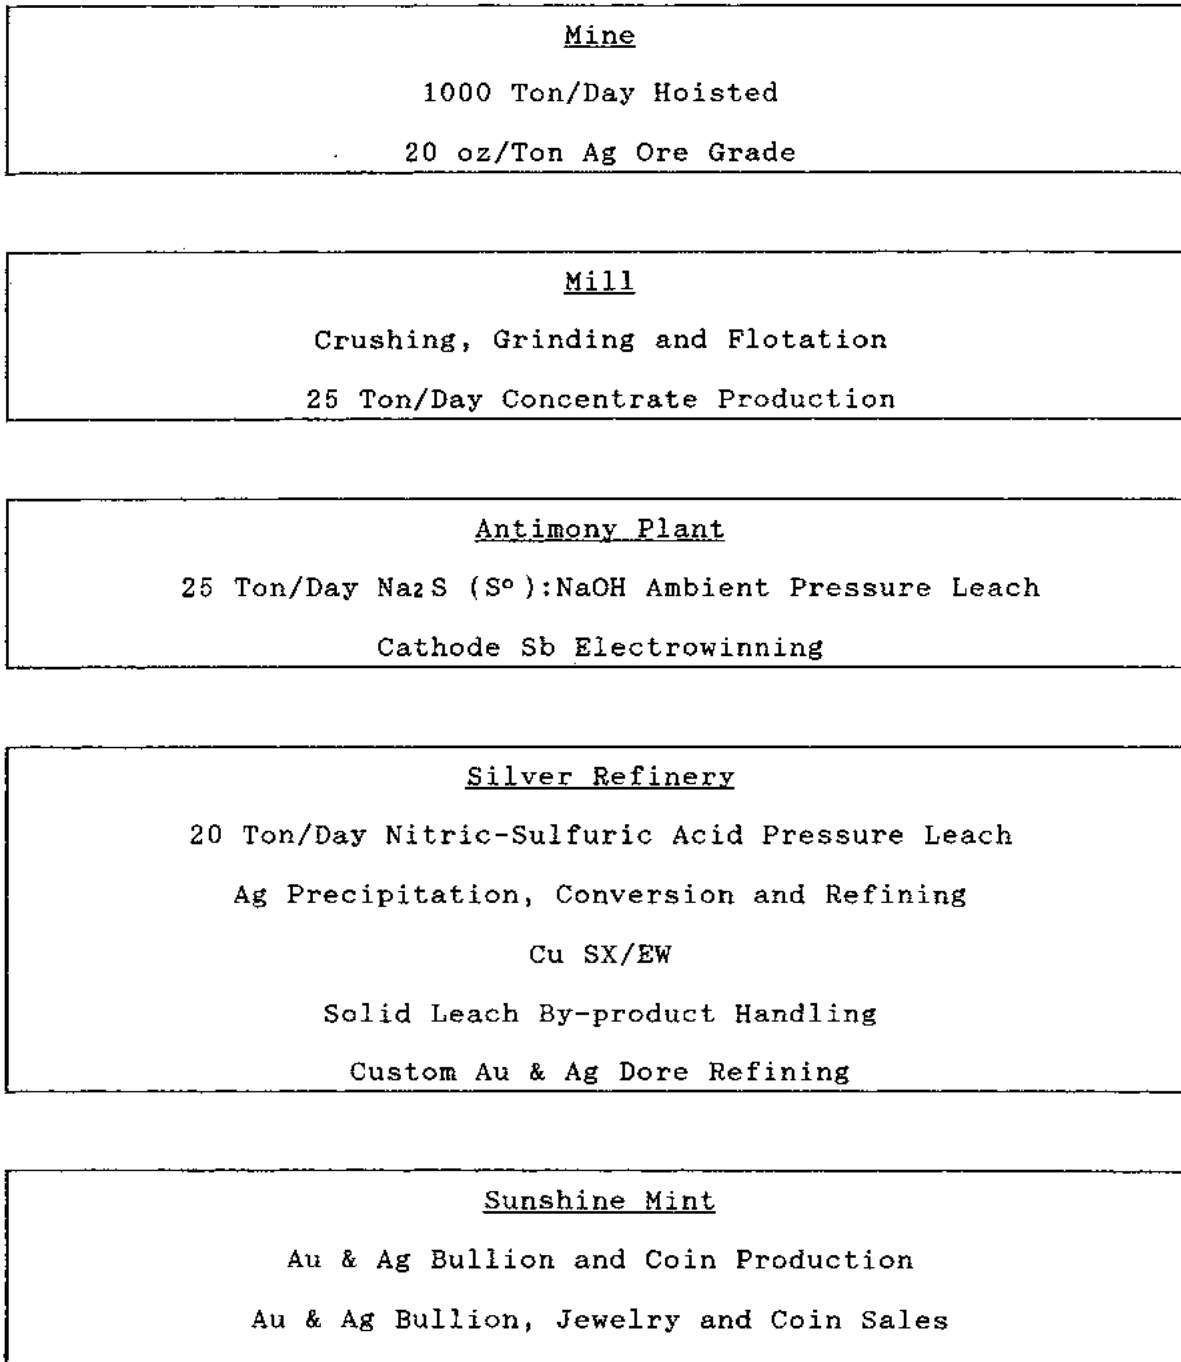 Mine
1000 Ton/Day Hoisted
20 oz/Ton Ag Ore Grade
Mill
Crushing, Grinding and Flotation
25 Ton/Day Concentrate Production
Antimony Plant
25 Ton/Day Na₂S (S°):NaOH Ambient Pressure Leach
Cathode Sb Electrowinning
Silver Refinery
20 Ton/Day Nitric-Sulfuric Acid Pressure Leach
Ag Precipitation, Conversion and Refining
Cu SX/EW
Solid Leach By-product Handling
Custom Au & Ag Dore Refining
Sunshine Mint
Au & Ag Bullion and Coin Production
Au & Ag Bullion, Jewelry and Coin Sales